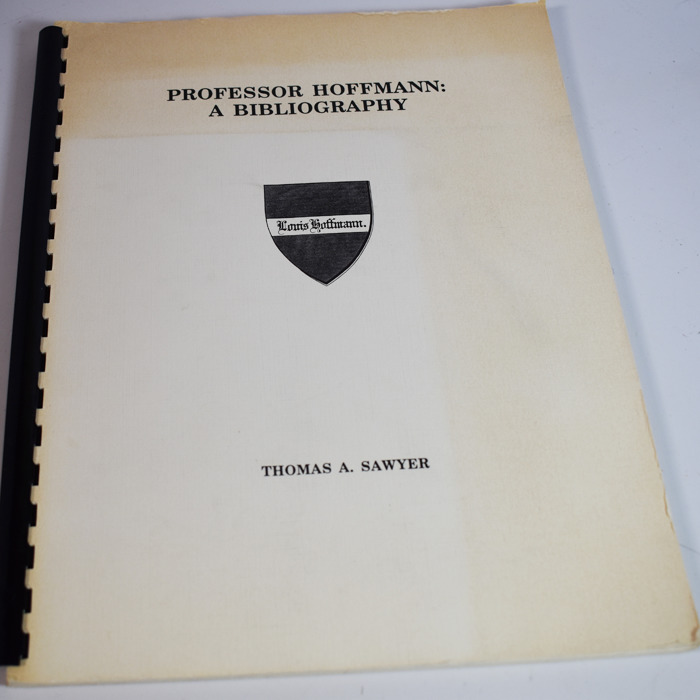 PROFESSOR HOFFMANN:
A BIBLIOGRAPHY
Louis Hoffmann.
THOMAS A. SAWYER